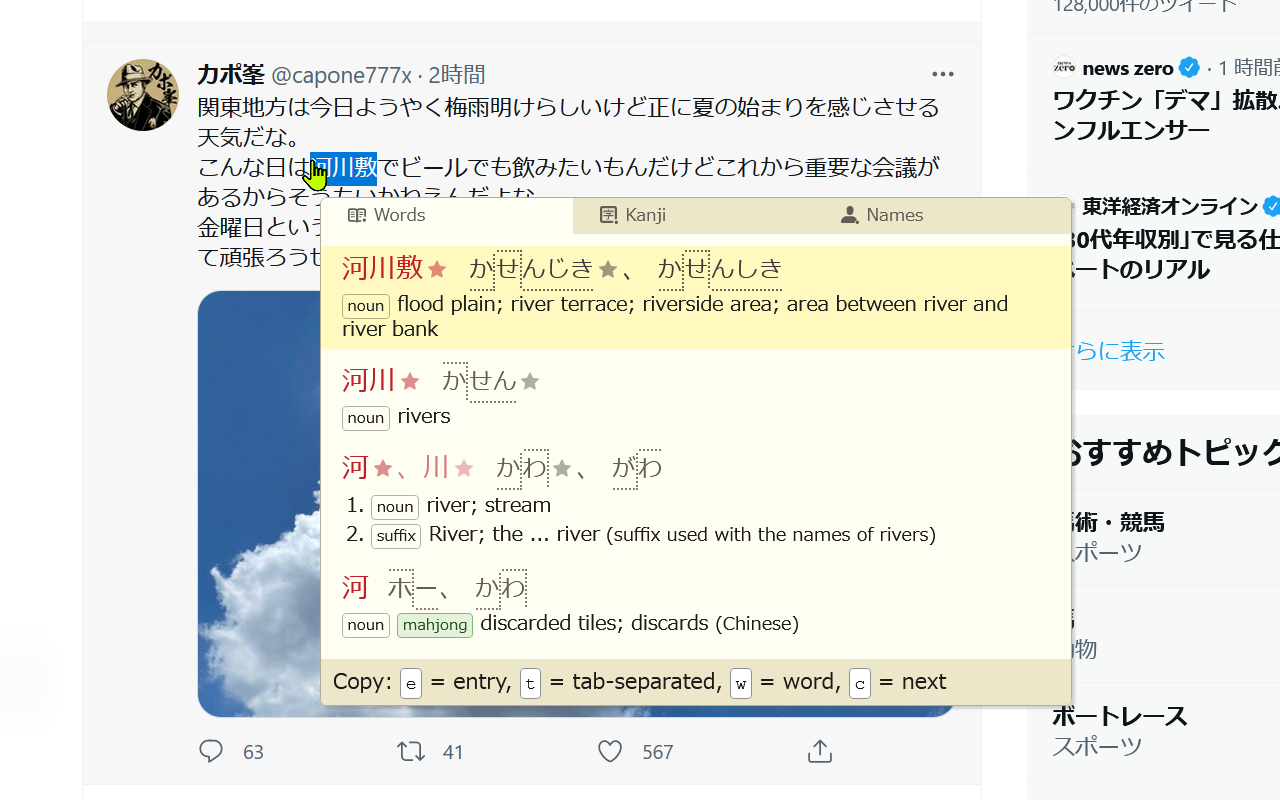 カポ峯 @capone777x · 2時間
関東地方は今日ようやく梅雨明けらしいけど正に夏の始まりを感じさせる
天気だな。
こんな日は河川敷でビールでも飲みたいもんだけどこれから重要な会議が
あるからそうもいかねえんだよな
金曜日という
て頑張ろうぜ
Words
Kanji
Names
河川敷★ かせんじき★、 かせんしき
noun flood plain; river terrace; riverside area; area between river and
river bank
河川★ かせん★
noun rivers
河★、川★ かわ★、 がわ
1. noun river; stream
2. suffix River; the ... river (suffix used with the names of rivers)
河 ホー、 かわ
noun mahjong discarded tiles; discards (Chinese)
Copy: e = entry, t = tab-separated, w = word, c = next
63
41
567
128,000件のツイート
news zero · 1 時間前
ワクチン「デマ」拡散
ンフルエンサー
東洋経済オンライン
30代年収別｣で見る仕
ートのリアル
さらに表示
おすすめトピック
馬術・競馬
スポーツ
馬
動物
ボートレース
スポーツ